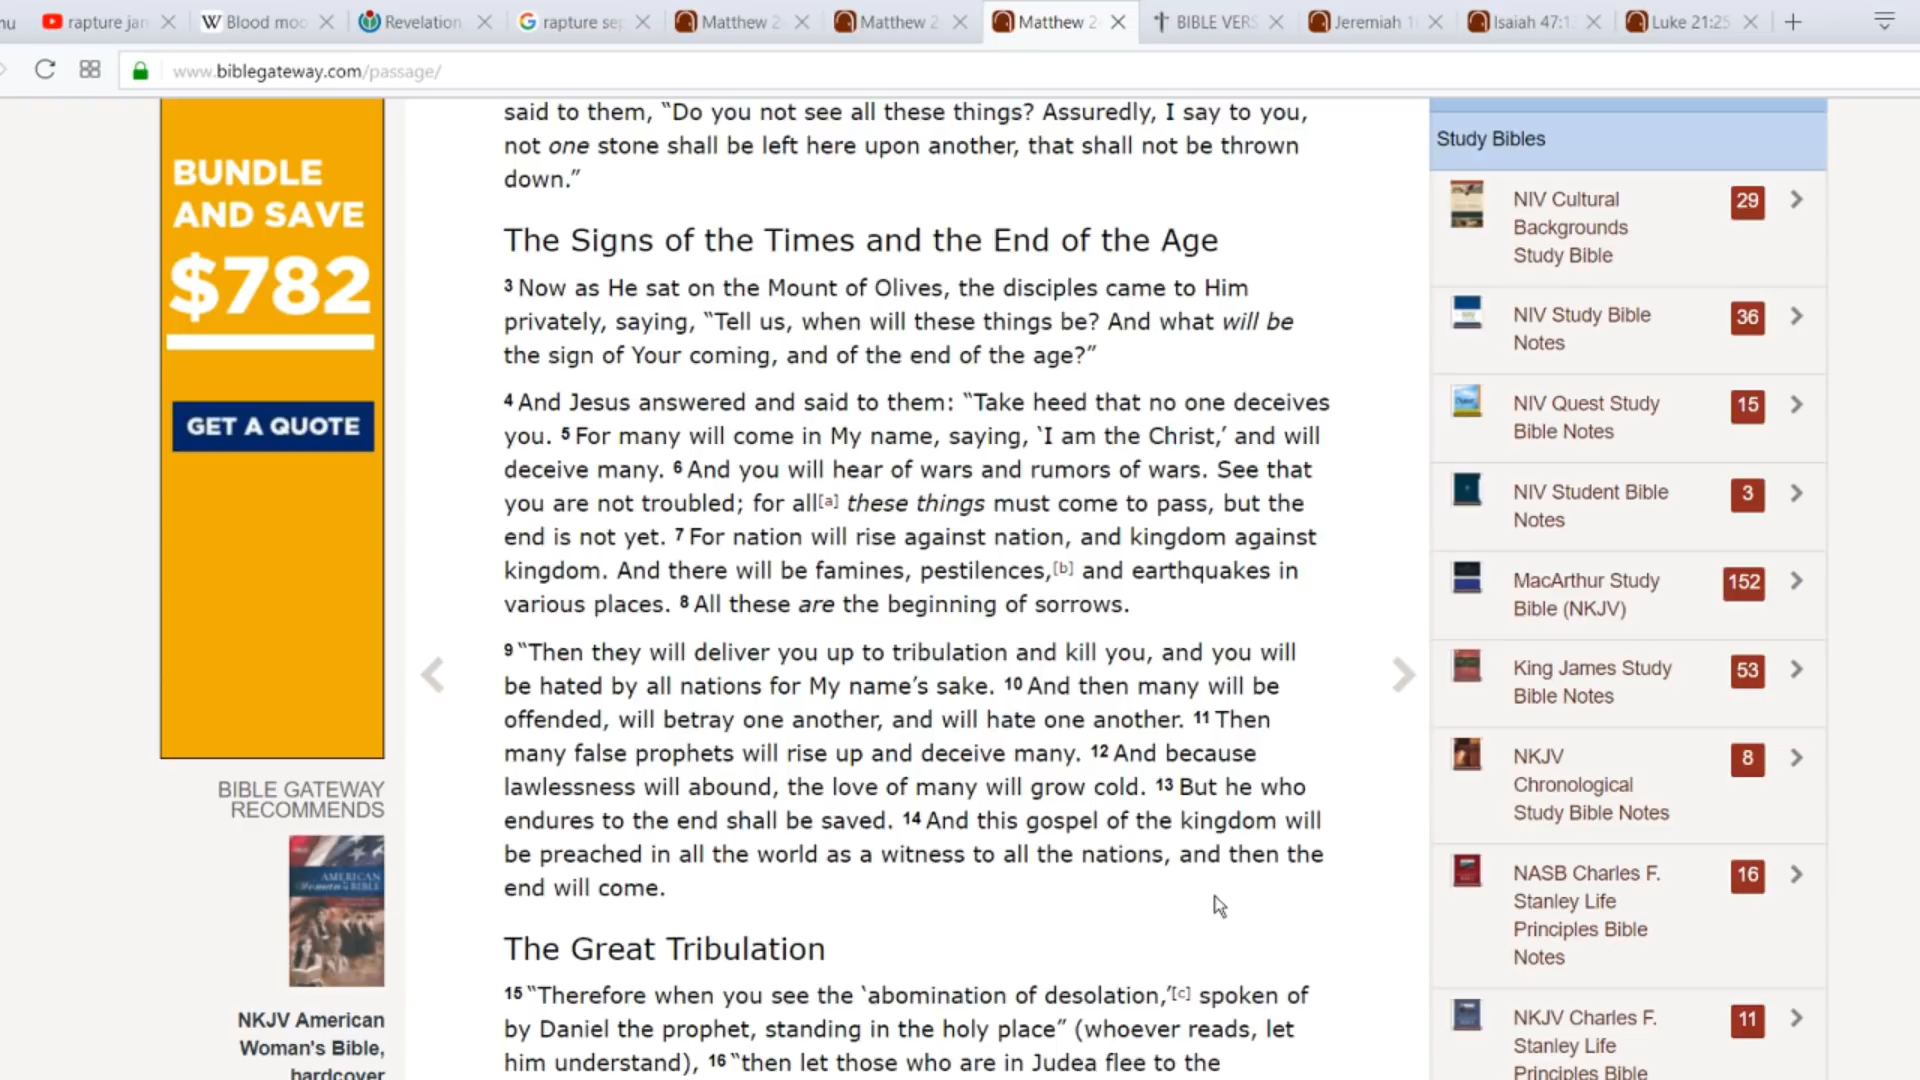 nu
rapture jan
Blood moo
Revelation
rapture se
Matthew 2
Matthew 2
Matthew 2
BIBLE VERS
Jeremiah 1
Isaiah 47:1
Luke 21:25
www.biblegateway.com/passage/
BUNDLE
AND SAVE
$782
GET A QUOTE
BIBLE GATEWAY
RECOMMENDS
AMERICAN
Woman's BIBLE
NKJV American
Woman's Bible,
hardcover
said to them, “Do you not see all these things? Assuredly, I say to you,
not one stone shall be left here upon another, that shall not be thrown
down.”
The Signs of the Times and the End of the Age
3 Now as He sat on the Mount of Olives, the disciples came to Him
privately, saying, “Tell us, when will these things be? And what will be
the sign of Your coming, and of the end of the age?”
4 And Jesus answered and said to them: “Take heed that no one deceives
you. 5 For many will come in My name, saying, ‘I am the Christ,’ and will
deceive many. 6 And you will hear of wars and rumors of wars. See that
you are not troubled; for all[a] these things must come to pass, but the
end is not yet. 7 For nation will rise against nation, and kingdom against
kingdom. And there will be famines, pestilences,[b] and earthquakes in
various places. 8 All these are the beginning of sorrows.
9 “Then they will deliver you up to tribulation and kill you, and you will
be hated by all nations for My name’s sake. 10 And then many will be
offended, will betray one another, and will hate one another. 11 Then
many false prophets will rise up and deceive many. 12 And because
lawlessness will abound, the love of many will grow cold. 13 But he who
endures to the end shall be saved. 14 And this gospel of the kingdom will
be preached in all the world as a witness to all the nations, and then the
end will come.
The Great Tribulation
15 “Therefore when you see the ‘abomination of desolation,’[c] spoken of
by Daniel the prophet, standing in the holy place” (whoever reads, let
him understand), 16 “then let those who are in Judea flee to the
Study Bibles
NIV Cultural 29
Backgrounds
Study Bible
NIV Study Bible 36
Notes
NIV Quest Study 15
Bible Notes
NIV Student Bible 3
Notes
MacArthur Study 152
Bible (NKJV)
King James Study 53
Bible Notes
NKJV 8
Chronological
Study Bible Notes
NASB Charles F. 16
Stanley Life
Principles Bible
Notes
NKJV Charles F. 11
Stanley Life
Principles Bible